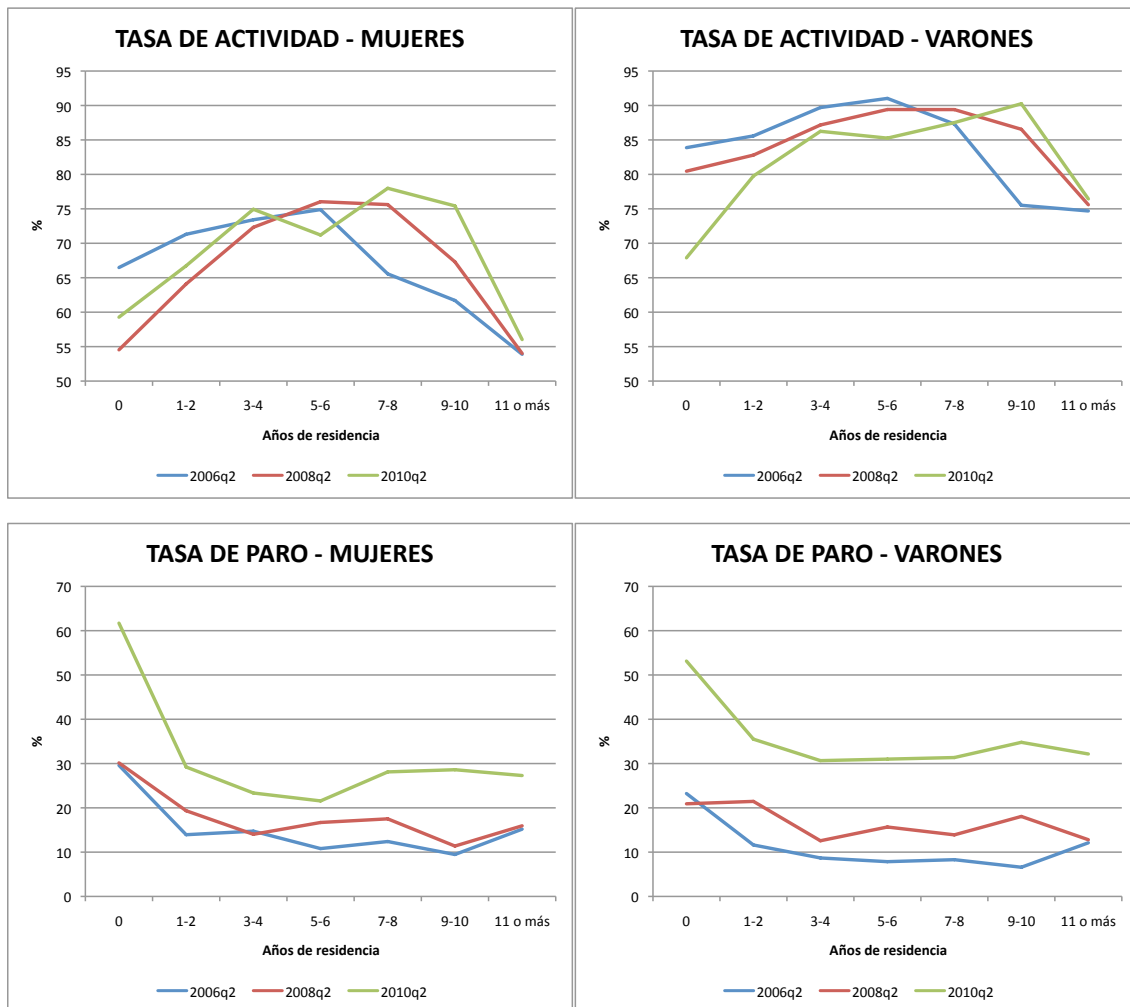 TASA DE ACTIVIDAD - MUJERES
95
90
85
80
75
70
65
60
55
50
%
0 1-2 3-4 5-6 7-8 9-10 11 o más
Años de residencia
2006q2 2008q2 2010q2
TASA DE ACTIVIDAD - VARONES
95
90
85
80
75
70
65
60
55
50
%
0 1-2 3-4 5-6 7-8 9-10 11 o más
Años de residencia
2006q2 2008q2 2010q2
TASA DE PARO - MUJERES
70
60
50
40
30
20
10
0
%
0 1-2 3-4 5-6 7-8 9-10 11 o más
Años de residencia
2006q2 2008q2 2010q2
TASA DE PARO - VARONES
70
60
50
40
30
20
10
0
%
0 1-2 3-4 5-6 7-8 9-10 11 o más
Años de residencia
2006q2 2008q2 2010q2